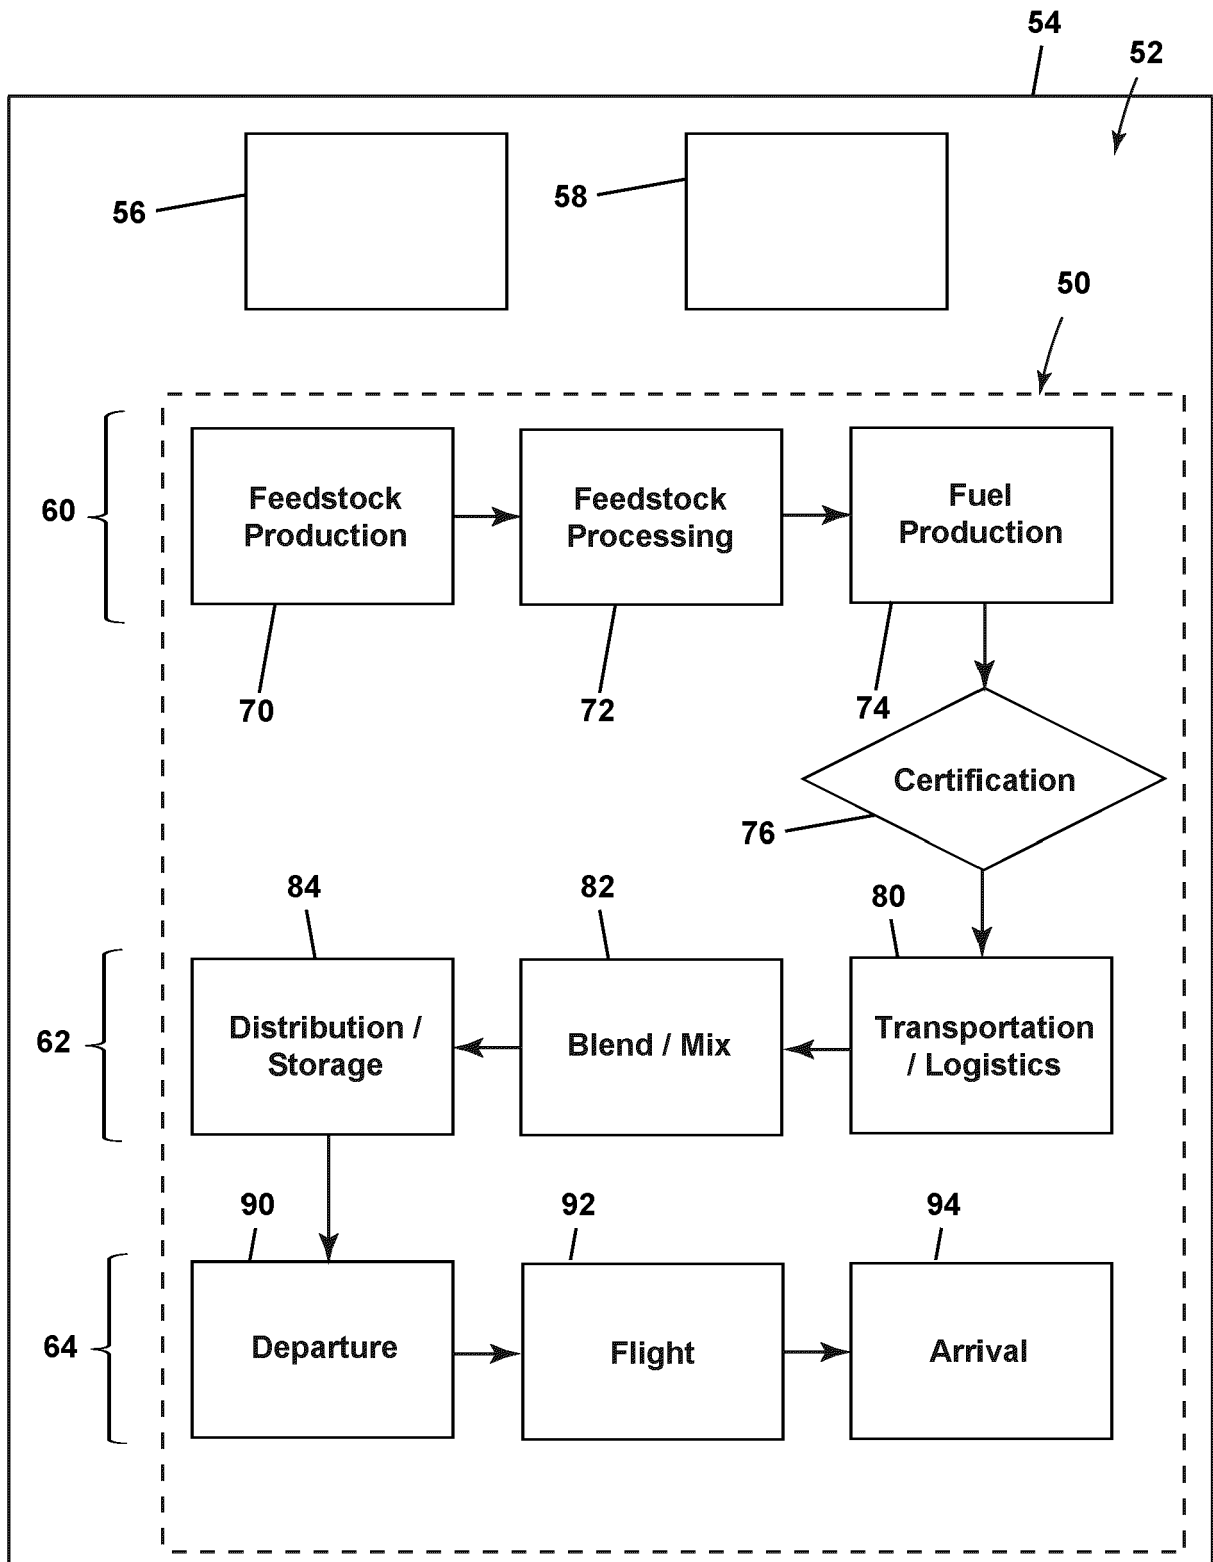 54
52
56
58
50
60
Feedstock
Production
Feedstock
Processing
Fuel
Production
70
72
74
Certification
76
84
82
80
62
Distribution /
Storage
Blend / Mix
Transportation
/ Logistics
90
92
94
64
Departure
Flight
Arrival